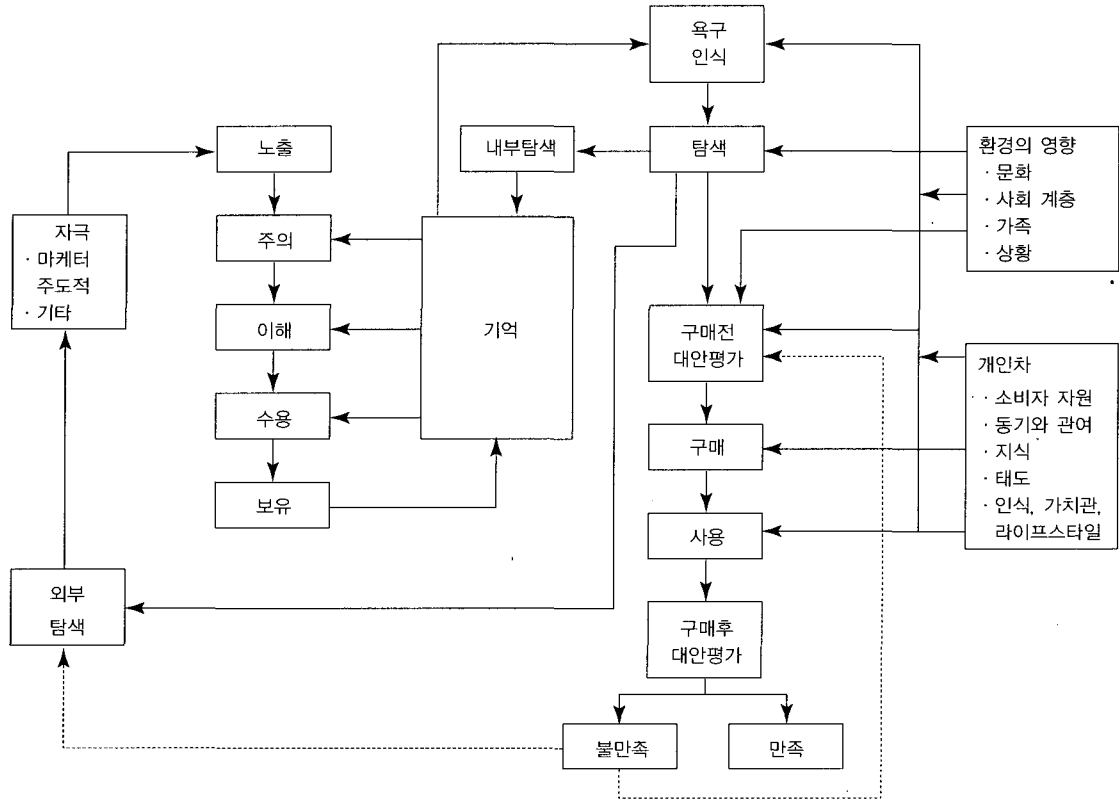 욕구
인식
노출
내부탐색
탐색
환경의 영향
· 문화
· 사회 계층
· 가족
· 상황
자극
· 마케터
주도적
· 기타
주의
이해
기억
구매전
대안평가
개인차
· 소비자 자원
· 동기와 관여
· 지식
· 태도
· 인식, 가치관,
라이프스타일
수용
구매
보유
사용
외부
탐색
구매후
대안평가
불만족
만족